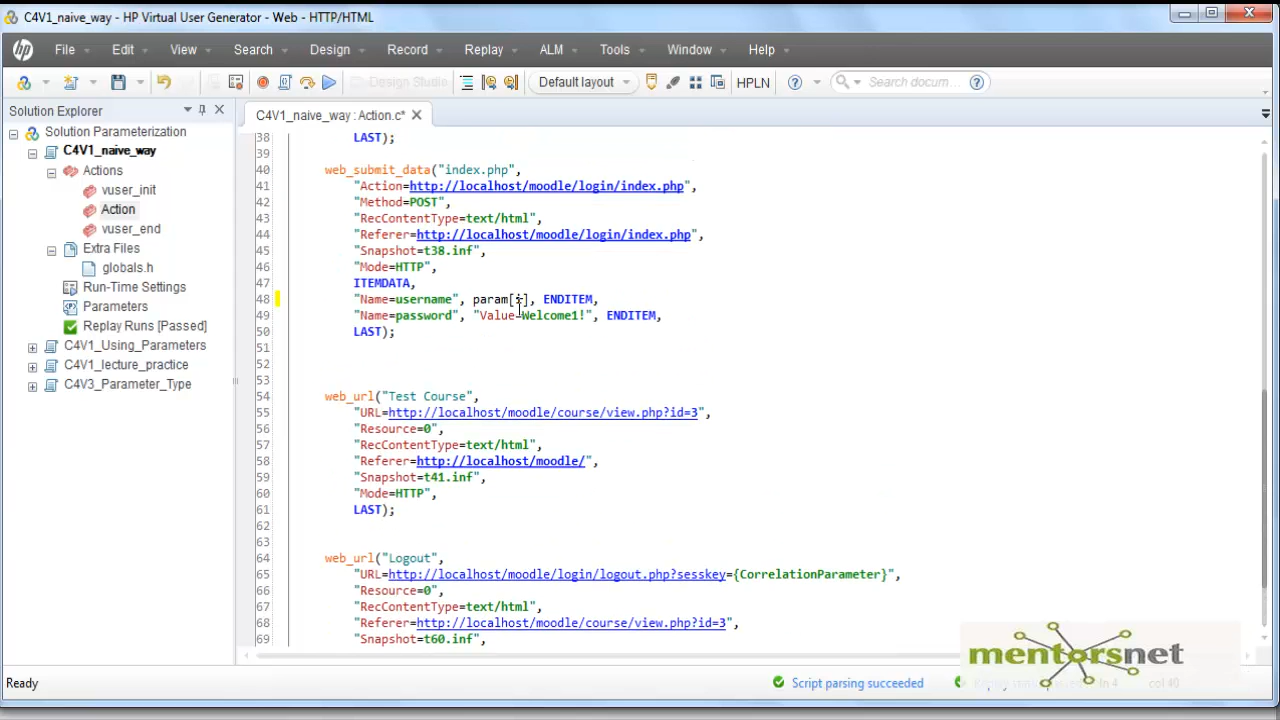 C4V1_naive_way - HP Virtual User Generator - Web - HTTP/HTML
hp File Edit View Search Design Record Replay ALM Tools Window Help
Design Studio Default layout HPLN ? Search docum... ?
Solution Explorer
C4V1_naive_way : Action.c*
Solution Parameterization
C4V1_naive_way
Actions
vuser_init
Action
vuser_end
Extra Files
globals.h
Run-Time Settings
Parameters
Replay Runs [Passed]
C4V1_Using_Parameters
C4V1_lecture_practice
C4V3_Parameter_Type
38 LAST);
39
40 web_submit_data("index.php",
41 "Action=http://localhost/moodle/login/index.php",
42 "Method=POST",
43 "RecContentType=text/html",
44 "Referer=http://localhost/moodle/login/index.php",
45 "Snapshot=t38.inf",
46 "Mode=HTTP",
47 ITEMDATA,
48 "Name=username", param[i], ENDITEM,
49 "Name=password", "Value=Welcome1!", ENDITEM,
50 LAST);
51
52
53
54 web_url("Test Course",
55 "URL=http://localhost/moodle/course/view.php?id=3",
56 "Resource=0",
57 "RecContentType=text/html",
58 "Referer=http://localhost/moodle/",
59 "Snapshot=t41.inf",
60 "Mode=HTTP",
61 LAST);
62
63
64 web_url("Logout",
65 "URL=http://localhost/moodle/login/logout.php?sesskey={CorrelationParameter}",
66 "Resource=0",
67 "RecContentType=text/html",
68 "Referer=http://localhost/moodle/course/view.php?id=3",
69 "Snapshot=t60.inf",
mentorsnet
Ready
Script parsing succeeded
col 40